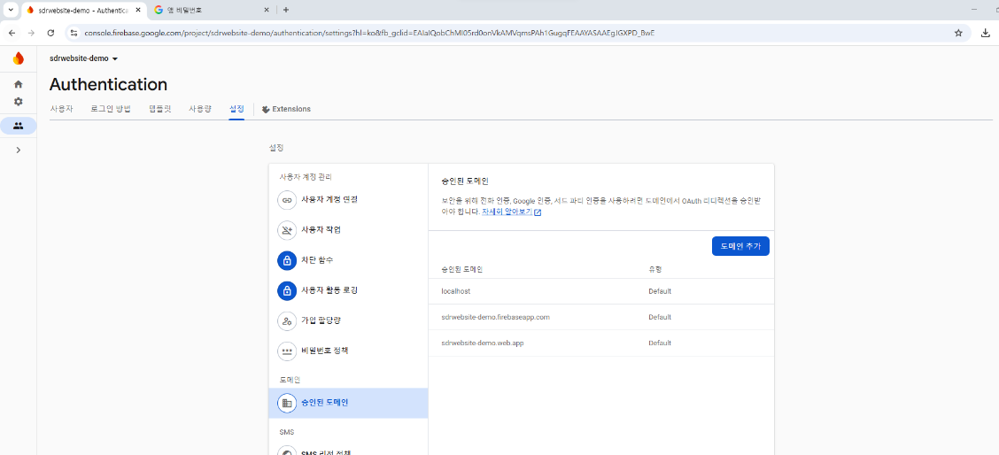 sdrwebsite-demo - Authentica
앱 비밀번호
console.firebase.google.com/project/sdrwebsite-demo/authentication/settings?hl=ko&fb_gclid=EAIaIQobChMI05rd0onVkAMVqmsPAh1GugqFEAAYASAAEgJGXPD_BwE
sdrwebsite-demo
Authentication
사용자 로그인 방법 템플릿 사용량 설정 Extensions
설정
사용자 계정 관리
사용자 계정 연결
사용자 작업
차단 함수
사용자 활동 로깅
가입 할당량
비밀번호 정책
도메인
승인된 도메인
SMS
SMS 리전 정책
승인된 도메인
보안을 위해 전화 인증, Google 인증, 서드 파티 인증을 사용하려면 도메인에서 OAuth 리디렉션을 승인받
아야 합니다. 자세히 알아보기
도메인 추가
승인된 도메인 유형
localhost Default
sdrwebsite-demo.firebaseapp.com Default
sdrwebsite-demo.web.app Default